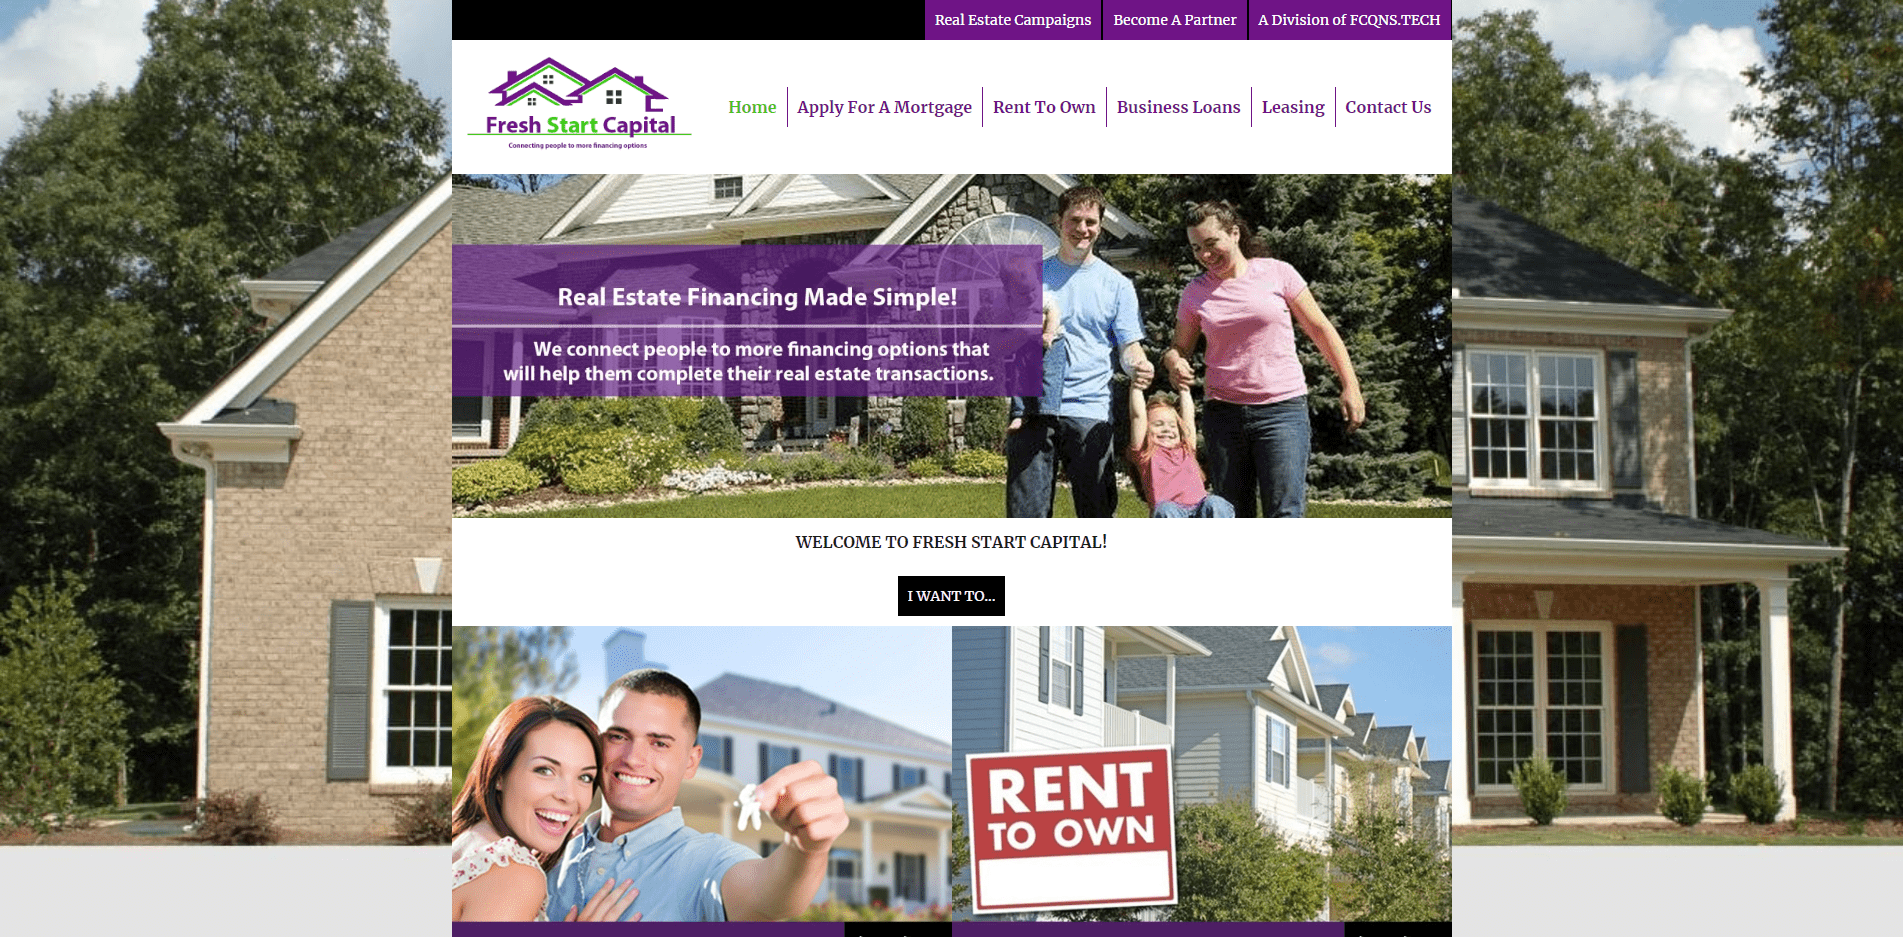 Real Estate Campaigns
Become A Partner
A Division of FCQNS.TECH
Fresh Start Capital
Connecting people to more financing options
Home
Apply For A Mortgage
Rent To Own
Business Loans
Leasing
Contact Us
Real Estate Financing Made Simple!
We connect people to more financing options that
will help them complete their real estate transactions.
WELCOME TO FRESH START CAPITAL!
I WANT TO...
RENT
TO OWN